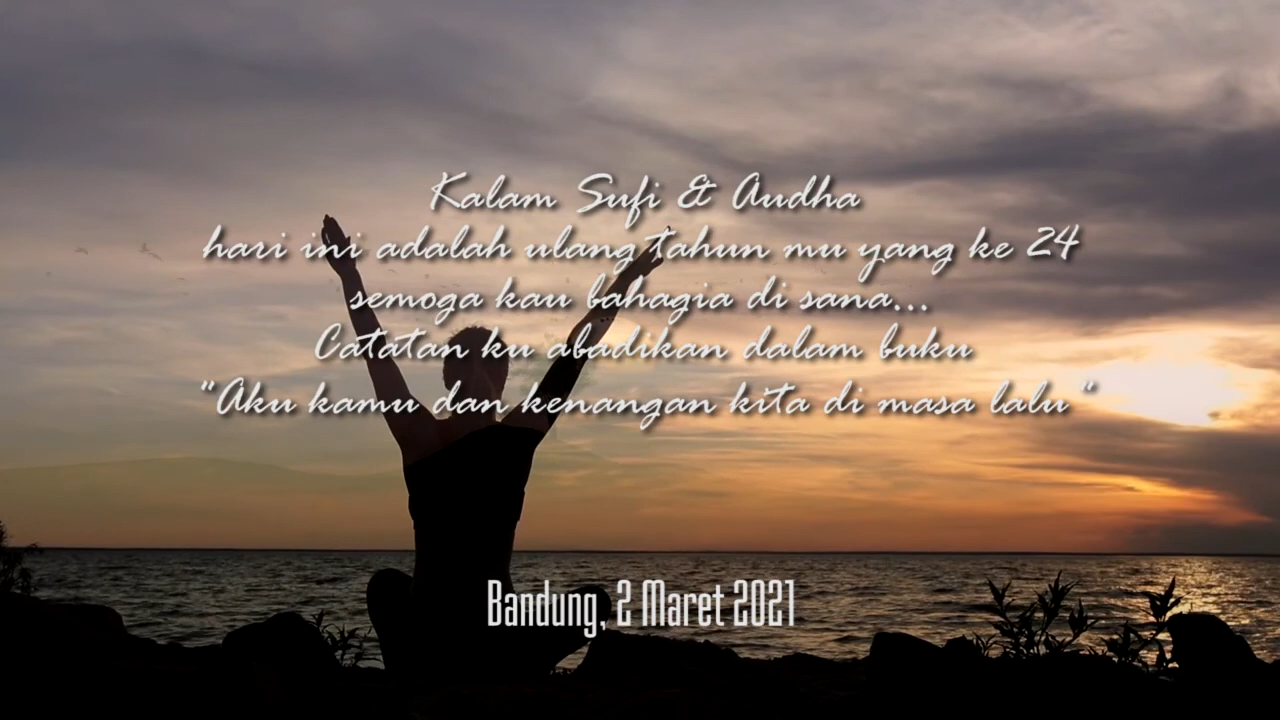 Kalam Sufi & Audha
hari ini adalah ulang tahun mu yang ke 24
semoga kau bahagia di sana...
Catatan ku abadikan dalam buku
"Aku kamu dan kenangan kita di masa lalu"
Bandung, 2 Maret 2021